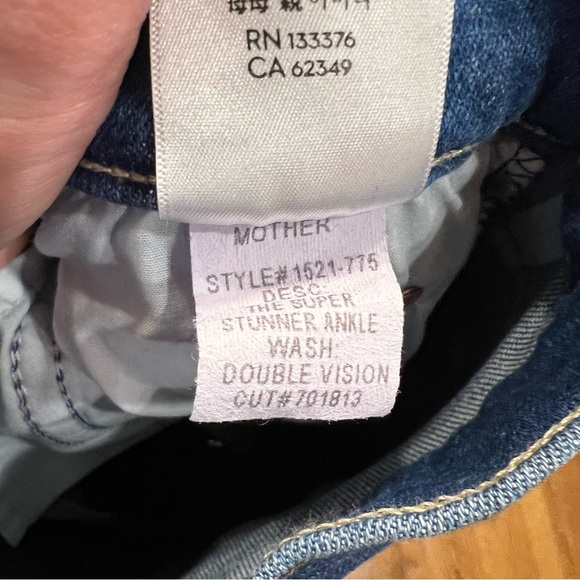 RN 133376
CA 62349
MOTHER
STYLE# 1521-775
DESC:
THE SUPER
STUNNER ANKLE
WASH:
DOUBLE VISION
CUT# 701813